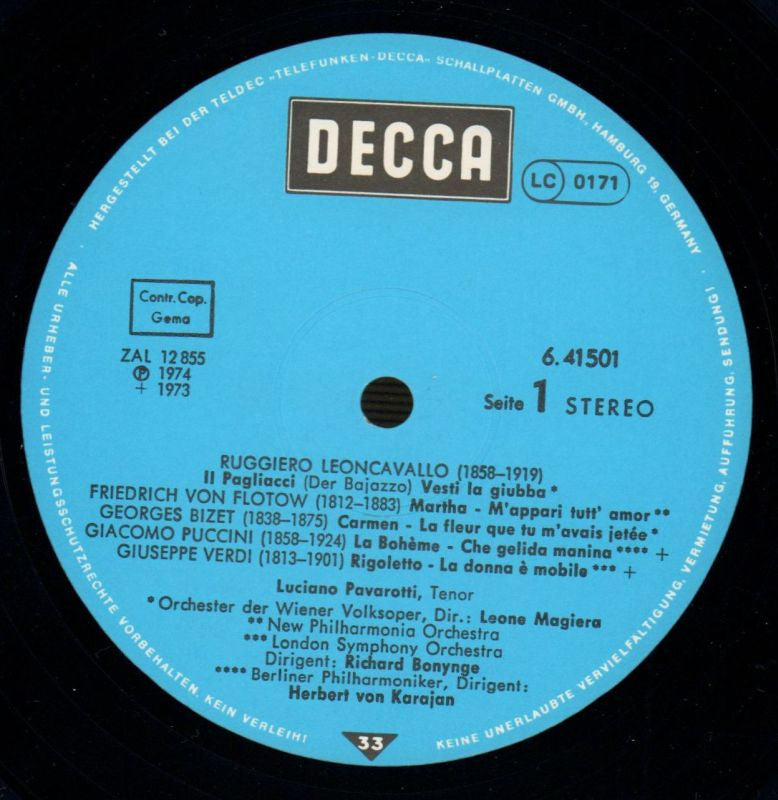 HERGESTELLT BEI DER TELDEC „TELEFUNKEN-DECCA" SCHALLPLATTEN GMBH., HAMBURG 19, GERMANY
DECCA
LC 0171
Contr. Cop.
Gema
ZAL 12 855
℗ 1974
+ 1973
6.41501
Seite 1 STEREO
RUGGIERO LEONCAVALLO (1858–1919)
Il Pagliacci (Der Bajazzo) Vesti la giubba *
FRIEDRICH VON FLOTOW (1812–1883) Martha - M'appari tutt' amor **
GEORGES BIZET (1838–1875) Carmen - La fleur que tu m'avais jetée *
GIACOMO PUCCINI (1858–1924) La Bohème - Che gelida manina **** +
GIUSEPPE VERDI (1813–1901) Rigoletto - La donna è mobile *** +
Luciano Pavarotti, Tenor
*Orchester der Wiener Volksoper, Dir.: Leone Magiera
**New Philharmonia Orchestra
***London Symphony Orchestra
Dirigent: Richard Bonynge
****Berliner Philharmoniker, Dirigent:
Herbert von Karajan
33
ALLE URHEBER- UND LEISTUNGSSCHUTZRECHTE VORBEHALTEN. KEIN VERLEIH!
KEINE UNERLAUBTE VERVIELFÄLTIGUNG, VERMIETUNG, AUFFÜHRUNG, SENDUNG!